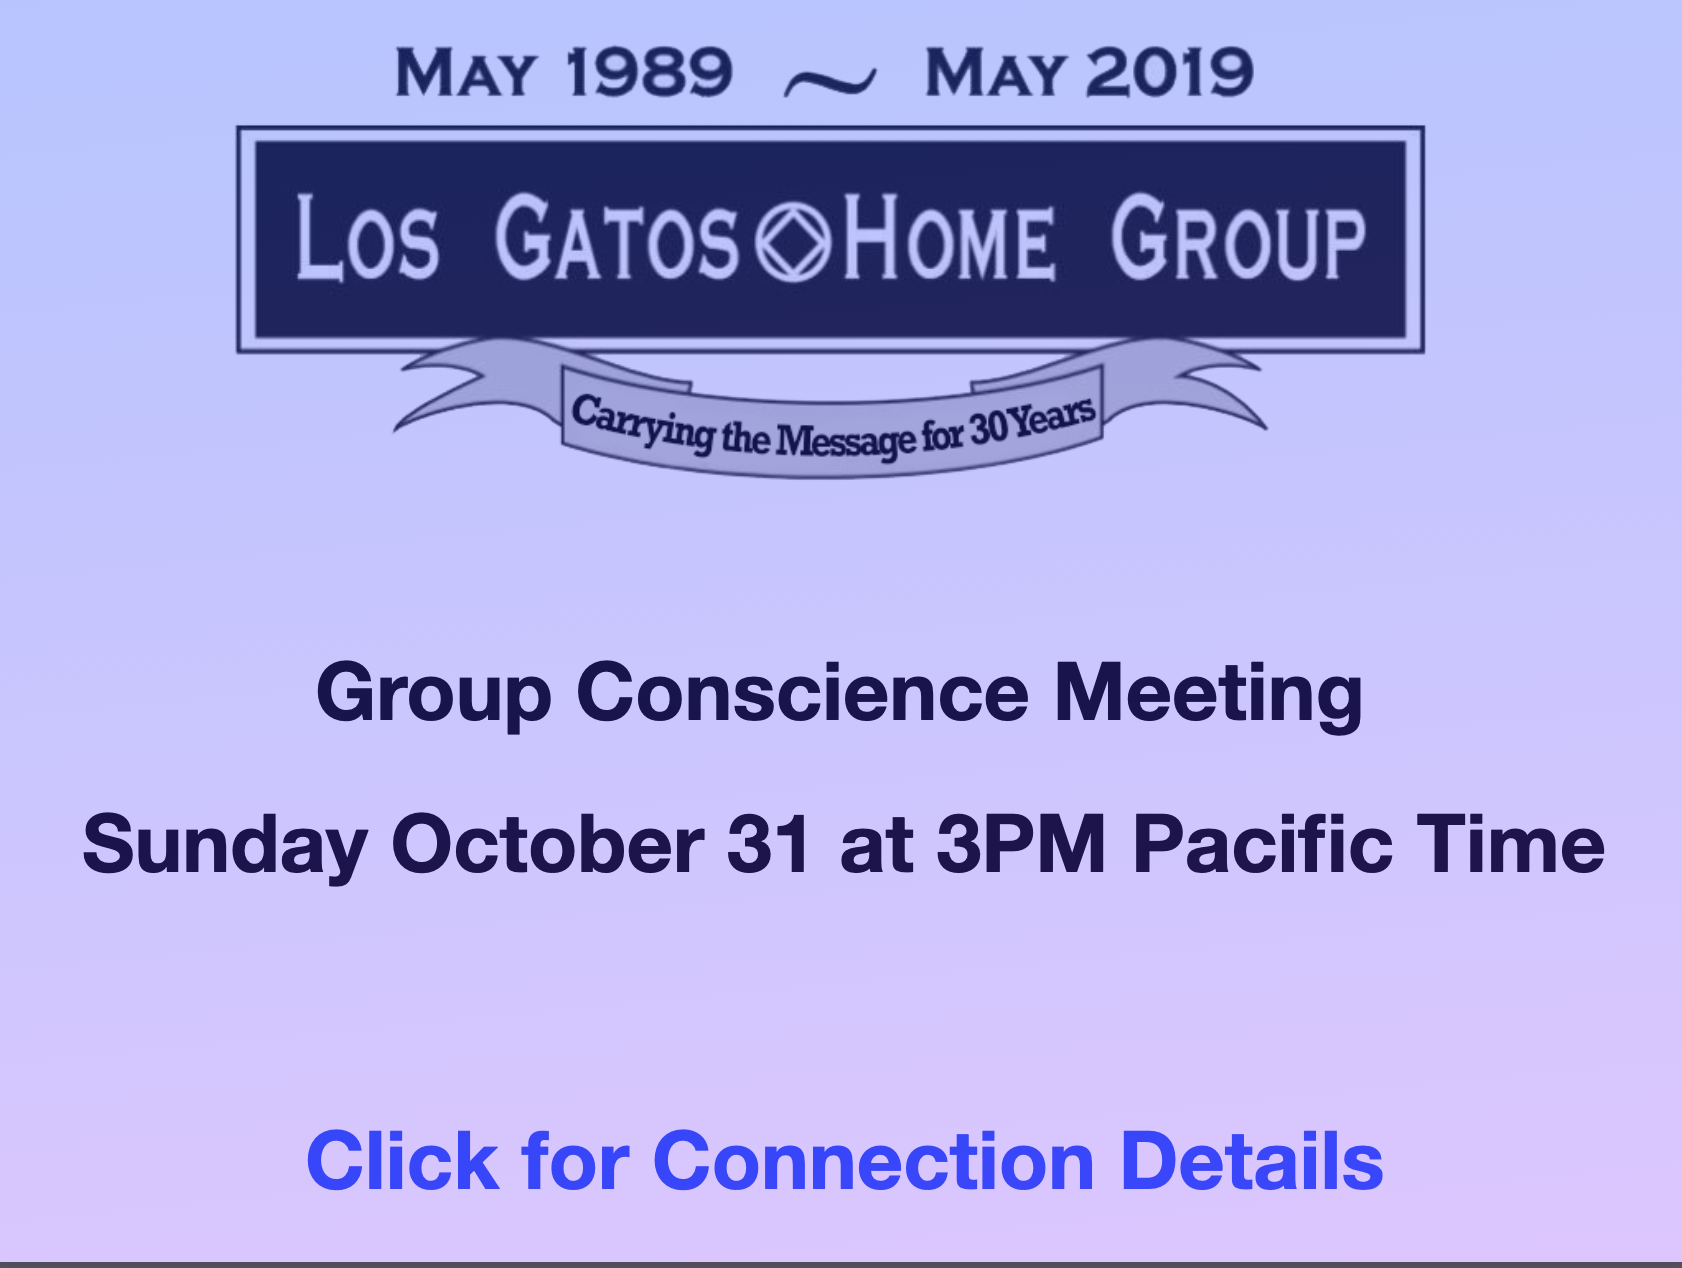 May 1989 ~ May 2019
Los Gatos Home Group
Carrying the Message for 30 Years
Group Conscience Meeting
Sunday October 31 at 3PM Pacific Time
Click for Connection Details